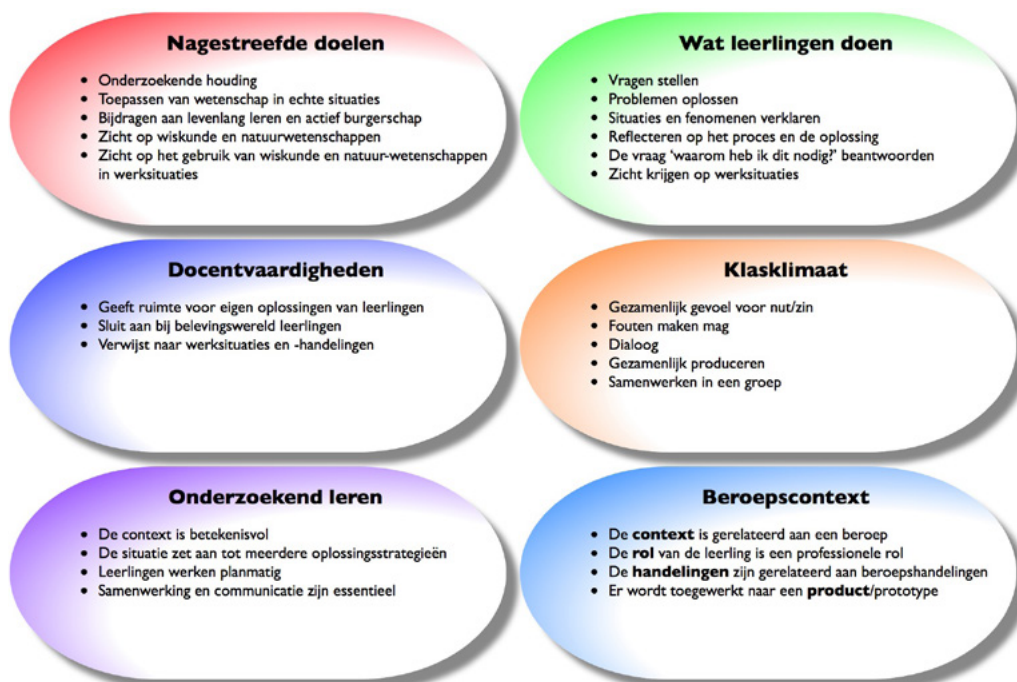 Nagestreefde doelen
• Onderzoekende houding
• Toepassen van wetenschap in echte situaties
• Bijdragen aan levenlang leren en actief burgerschap
• Zicht op wiskunde en natuurwetenschappen
• Zicht op het gebruik van wiskunde en natuur-wetenschappen
in werksituaties
Wat leerlingen doen
• Vragen stellen
• Problemen oplossen
• Situaties en fenomenen verklaren
• Reflecteren op het proces en de oplossing
• De vraag ‘waarom heb ik dit nodig?’ beantwoorden
• Zicht krijgen op werksituaties
Docentvaardigheden
• Geeft ruimte voor eigen oplossingen van leerlingen
• Sluit aan bij belevingswereld leerlingen
• Verwijst naar werksituaties en -handelingen
Klasklimaat
• Gezamenlijk gevoel voor nut/zin
• Fouten maken mag
• Dialoog
• Gezamenlijk produceren
• Samenwerken in een groep
Onderzoekend leren
• De context is betekenisvol
• De situatie zet aan tot meerdere oplossingsstrategieën
• Leerlingen werken planmatig
• Samenwerking en communicatie zijn essentieel
Beroepscontext
• De context is gerelateerd aan een beroep
• De rol van de leerling is een professionele rol
• De handelingen zijn gerelateerd aan beroepshandelingen
• Er wordt toegewerkt naar een product/prototype